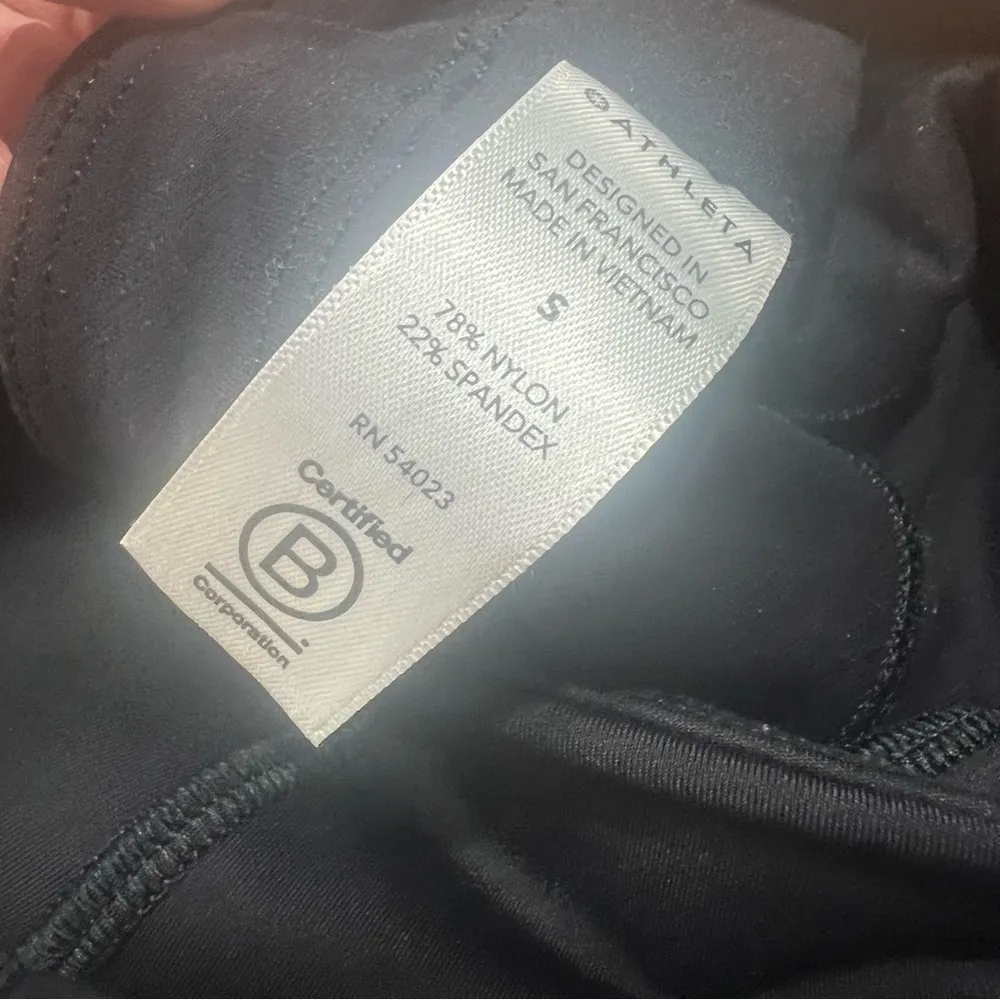 ATHLETA
DESIGNED IN
SAN FRANCISCO
MADE IN VIETNAM
S
78% NYLON
22% SPANDEX
RN 54023
Certified
B
Corporation